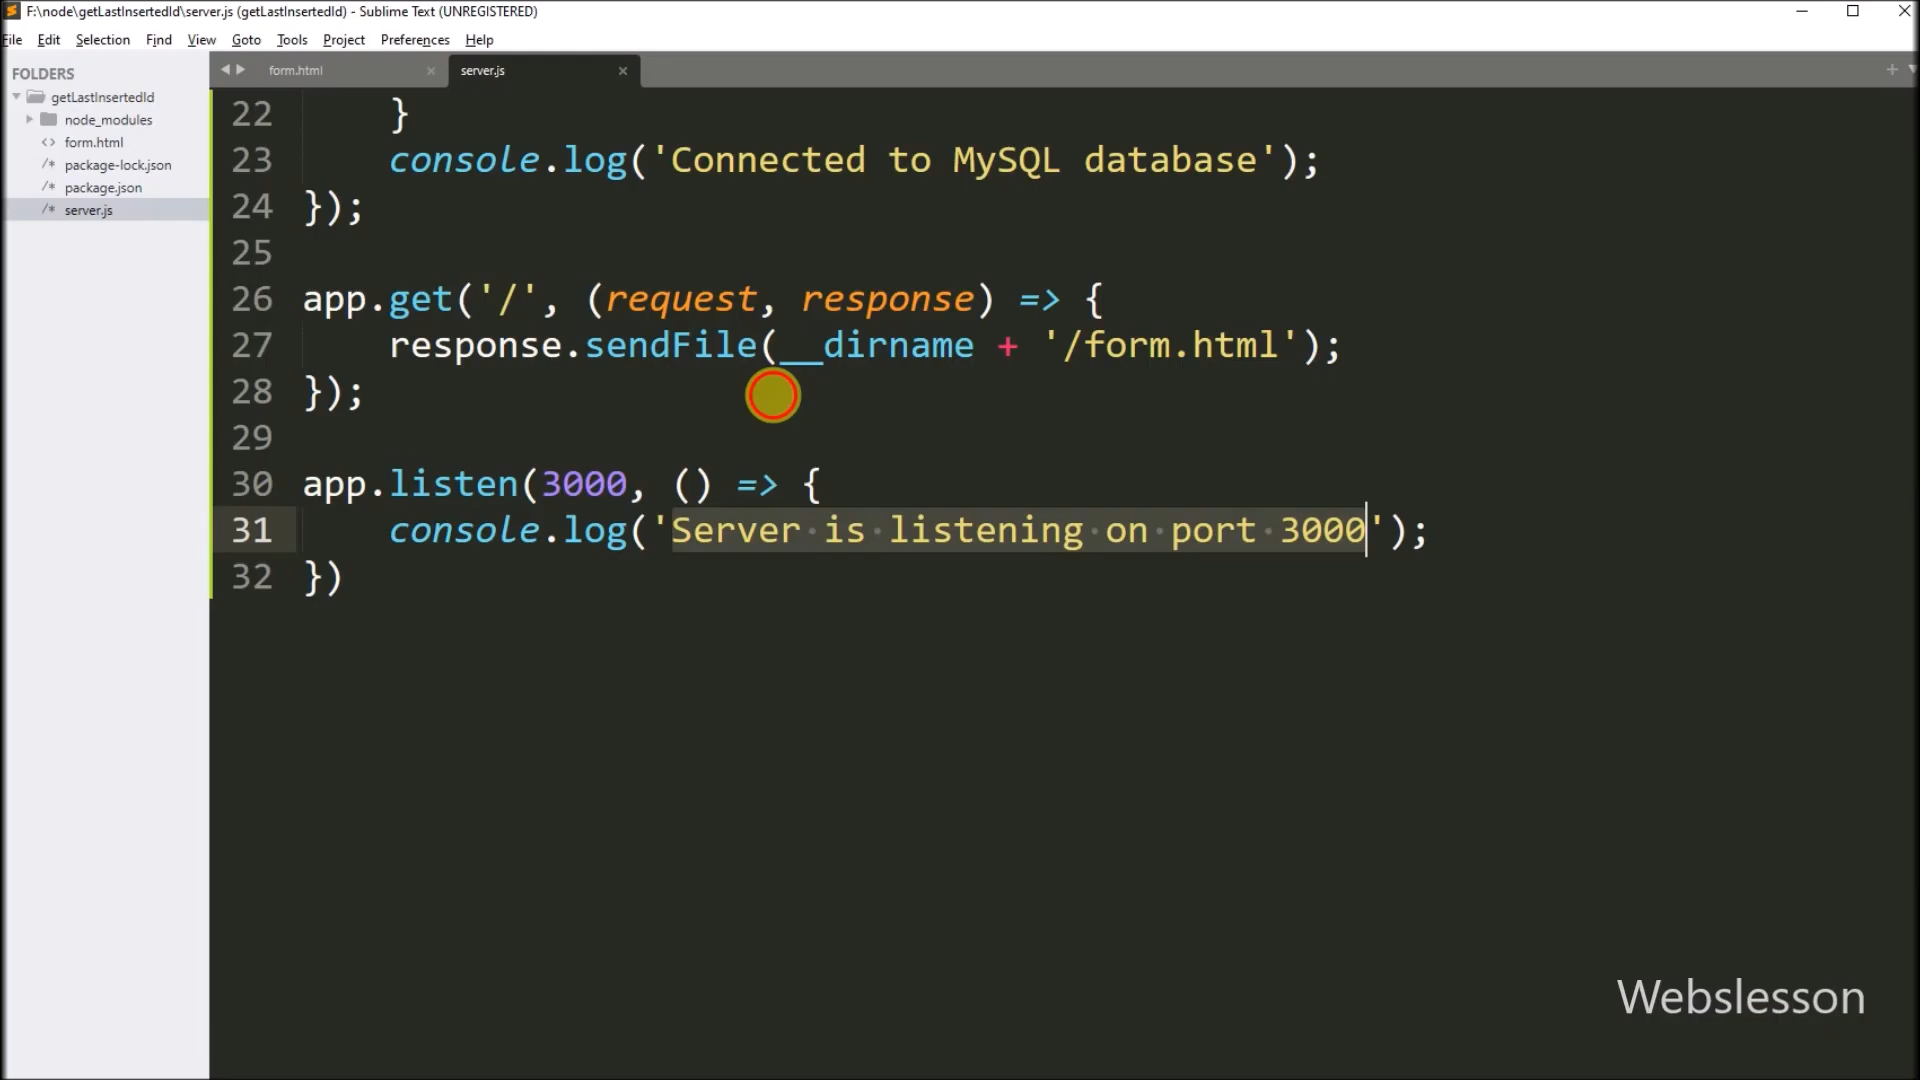 F:\node\getLastInsertedId\server.js (getLastInsertedId) - Sublime Text (UNREGISTERED)
File Edit Selection Find View Goto Tools Project Preferences Help
FOLDERS
getLastInsertedId
node_modules
form.html
package-lock.json
package.json
server.js
form.html server.js
22 }
23 console.log('Connected to MySQL database');
24 });
25
26 app.get('/', (request, response) => {
27 response.sendFile(__dirname + '/form.html');
28 });
29
30 app.listen(3000, () => {
31 console.log('Server is listening on port 3000');
32 })
Webslesson